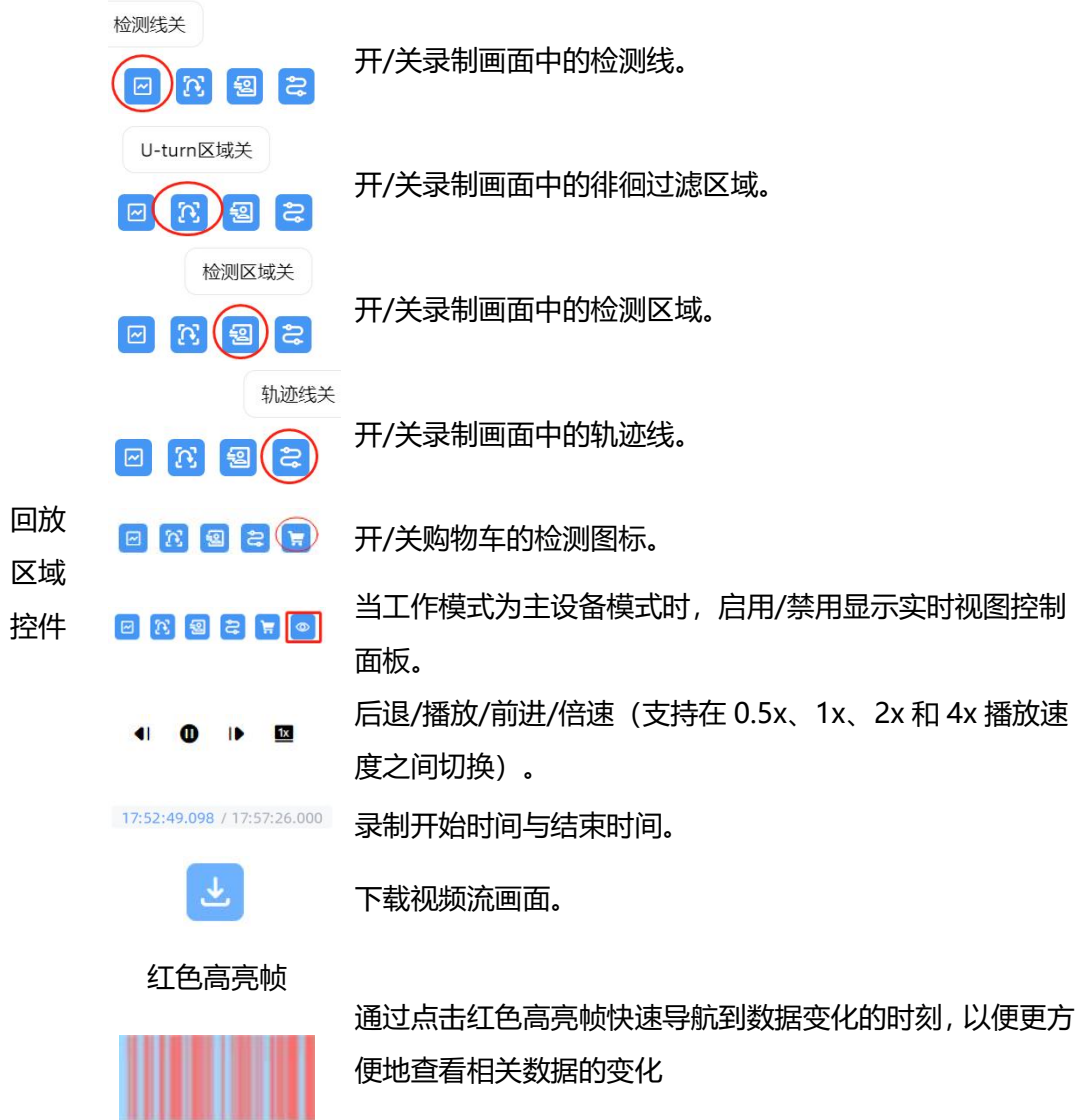 检测线关
开/关录制画面中的检测线。
U-turn区域关
开/关录制画面中的徘徊过滤区域。
检测区域关
开/关录制画面中的检测区域。
轨迹线关
开/关录制画面中的轨迹线。
回放
区域
控件
开/关购物车的检测图标。
当工作模式为主设备模式时，启用/禁用显示实时视图控制
面板。
1x
后退/播放/前进/倍速（支持在 0.5x、1x、2x 和 4x 播放速
度之间切换）。
17:52:49.098 / 17:57:26.000
录制开始时间与结束时间。
下载视频流画面。
红色高亮帧
通过点击红色高亮帧快速导航到数据变化的时刻，以便更方
便地查看相关数据的变化